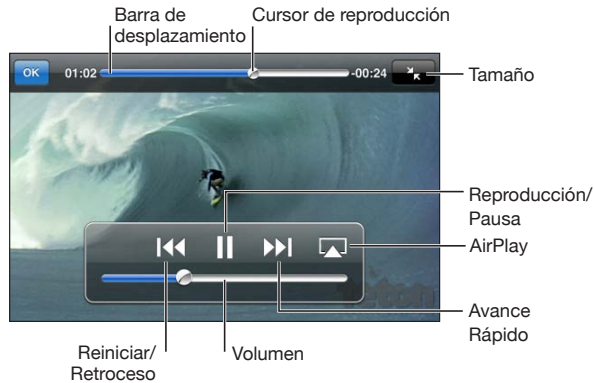 Barra de
desplazamiento
Cursor de reproducción
OK
01:02
-00:24
Tamaño
Reproducción/
Pausa
AirPlay
Avance
Rápido
Reiniciar/
Retroceso
Volumen